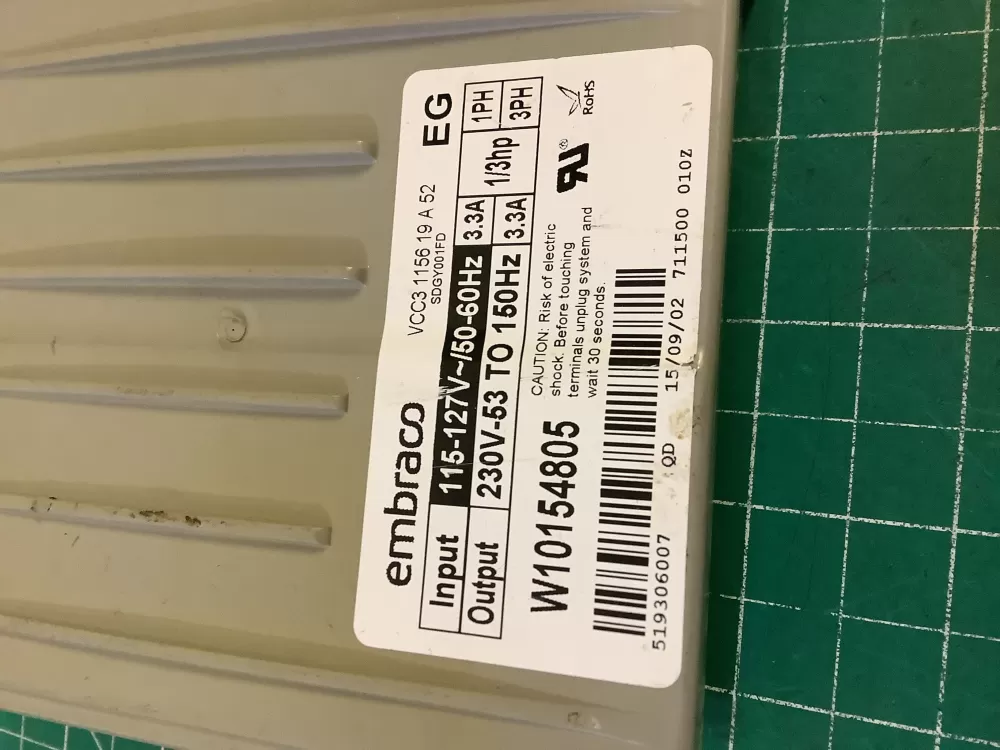 embraco
EG
VCC3 1156 19 A 52
SDGY001FD
Input 115-127V~/50-60Hz 3.3A 1/3hp 1PH
Output 230V-53 TO 150Hz 3.3A 3PH
W10154805
CAUTION: Risk of electric
shock. Before touching
terminals unplug system and
wait 30 seconds.
RU®
RoHS
519306007 QD 15/09/02 711500 010Z